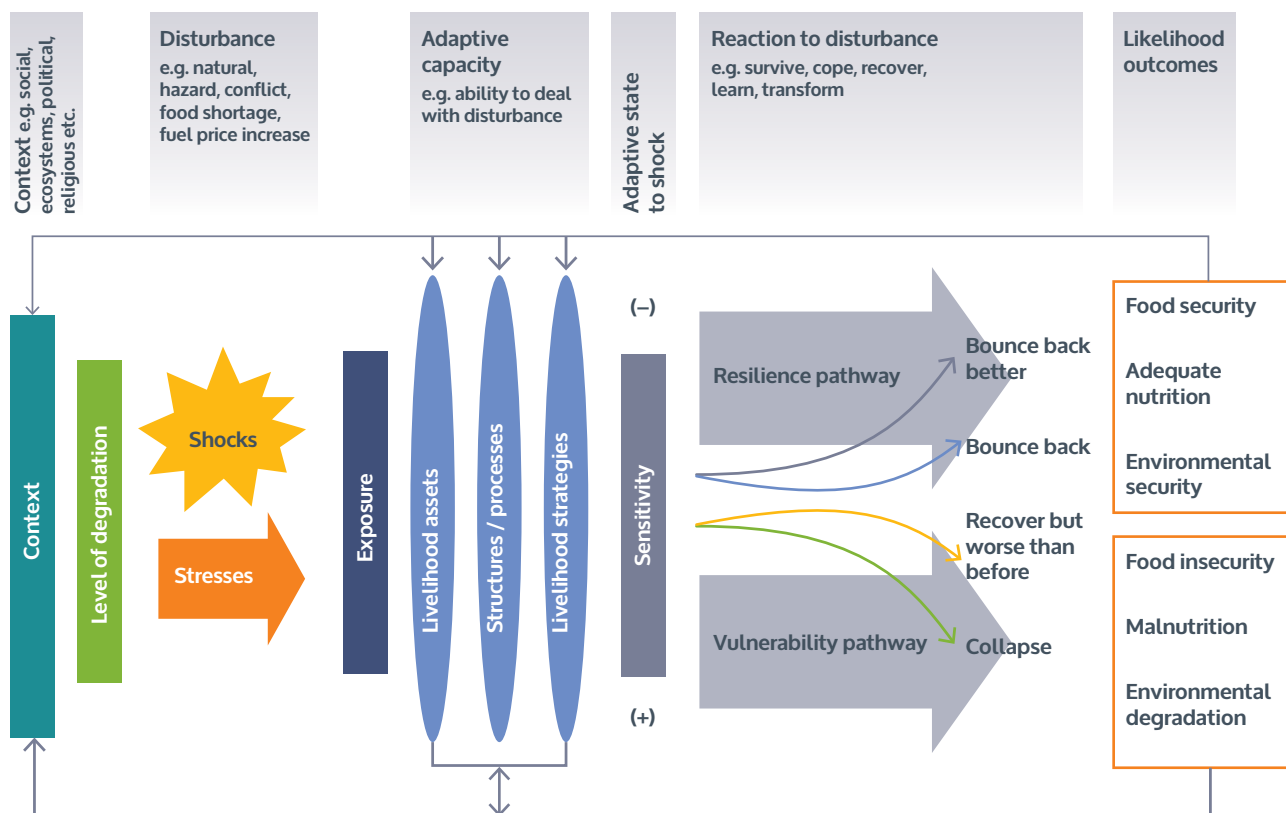 Context e.g. social,
ecosystems, political,
religious etc.
Disturbance
e.g. natural,
hazard, conflict,
food shortage,
fuel price increase
Adaptive
capacity
e.g. ability to deal
with disturbance
Adaptive state
to shock
Reaction to disturbance
e.g. survive, cope, recover,
learn, transform
Likelihood
outcomes
Context
Level of degradation
Shocks
Stresses
Exposure
Livelihood assets
Structures / processes
Livelihood strategies
(–)
Sensitivity
(+)
Resilience pathway
Bounce back
better
Bounce back
Recover but
worse than
before
Vulnerability pathway
Collapse
Food security
Adequate
nutrition
Environmental
security
Food insecurity
Malnutrition
Environmental
degradation